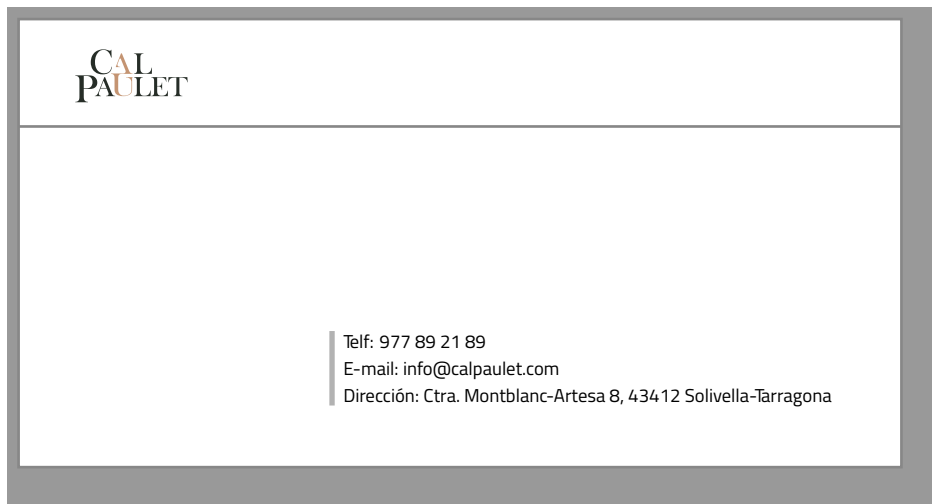 CAL
PAULET
Telf: 977 89 21 89
E-mail: info@calpaulet.com
Dirección: Ctra. Montblanc-Artesa 8, 43412 Solivella-Tarragona